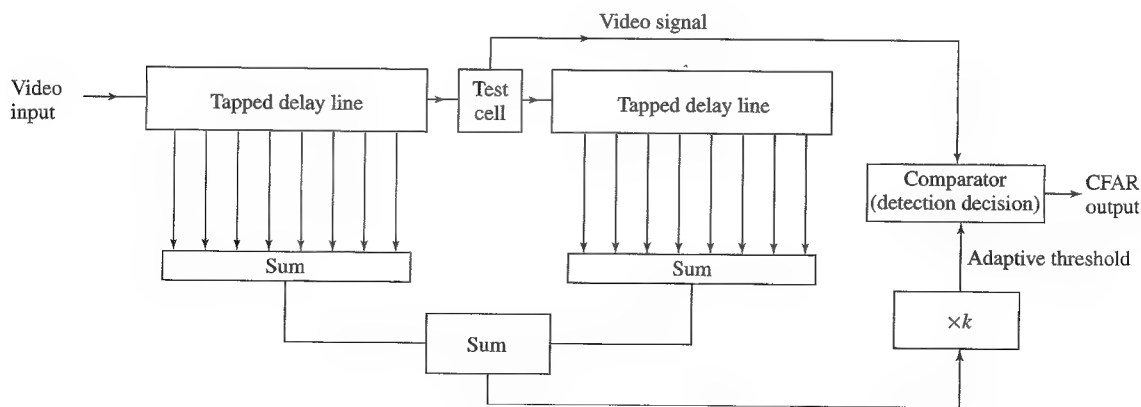 Video signal
Video
input
Tapped delay line
Test
cell
Tapped delay line
Comparator
(detection decision)
CFAR
output
Sum
Sum
Adaptive threshold
×k
Sum